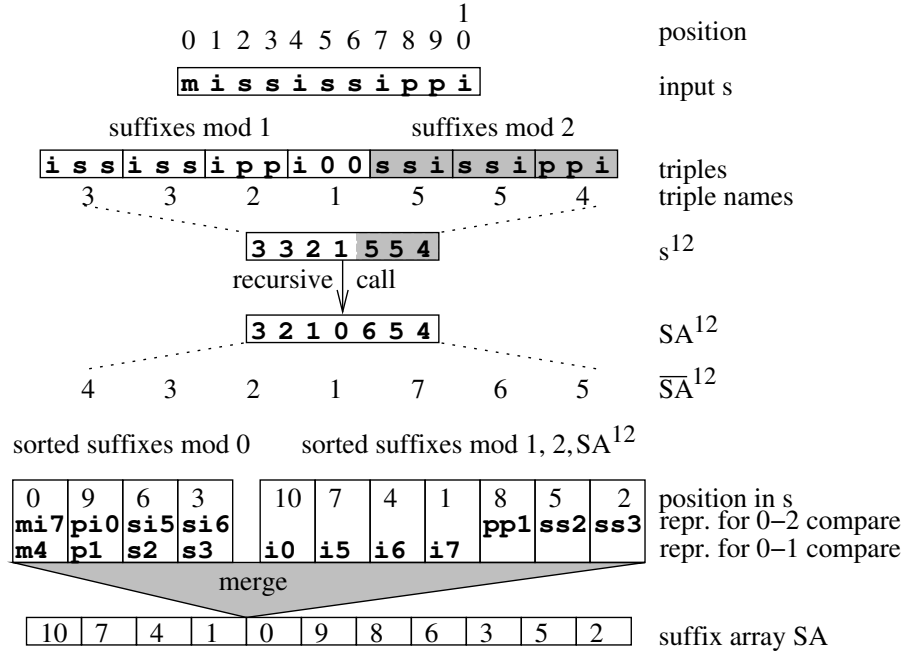 1
0 1 2 3 4 5 6 7 8 9 0 position
m i s s i s s i p p i input s
suffixes mod 1 suffixes mod 2
i s s i s s i p p i 0 0 s s i s s i p p i triples
3 3 2 1 5 5 4 triple names
3 3 2 1 5 5 4 s12
recursive call
3 2 1 0 6 5 4 SA12
4 3 2 1 7 6 5 S̅A̅12
sorted suffixes mod 0 sorted suffixes mod 1, 2, SA12
0 9 6 3 10 7 4 1 8 5 2 position in s
mi7 pi0 si5 si6 pp1 ss2 ss3 repr. for 0−2 compare
m4 p1 s2 s3 i0 i5 i6 i7 repr. for 0−1 compare
merge
10 7 4 1 0 9 8 6 3 5 2 suffix array SA